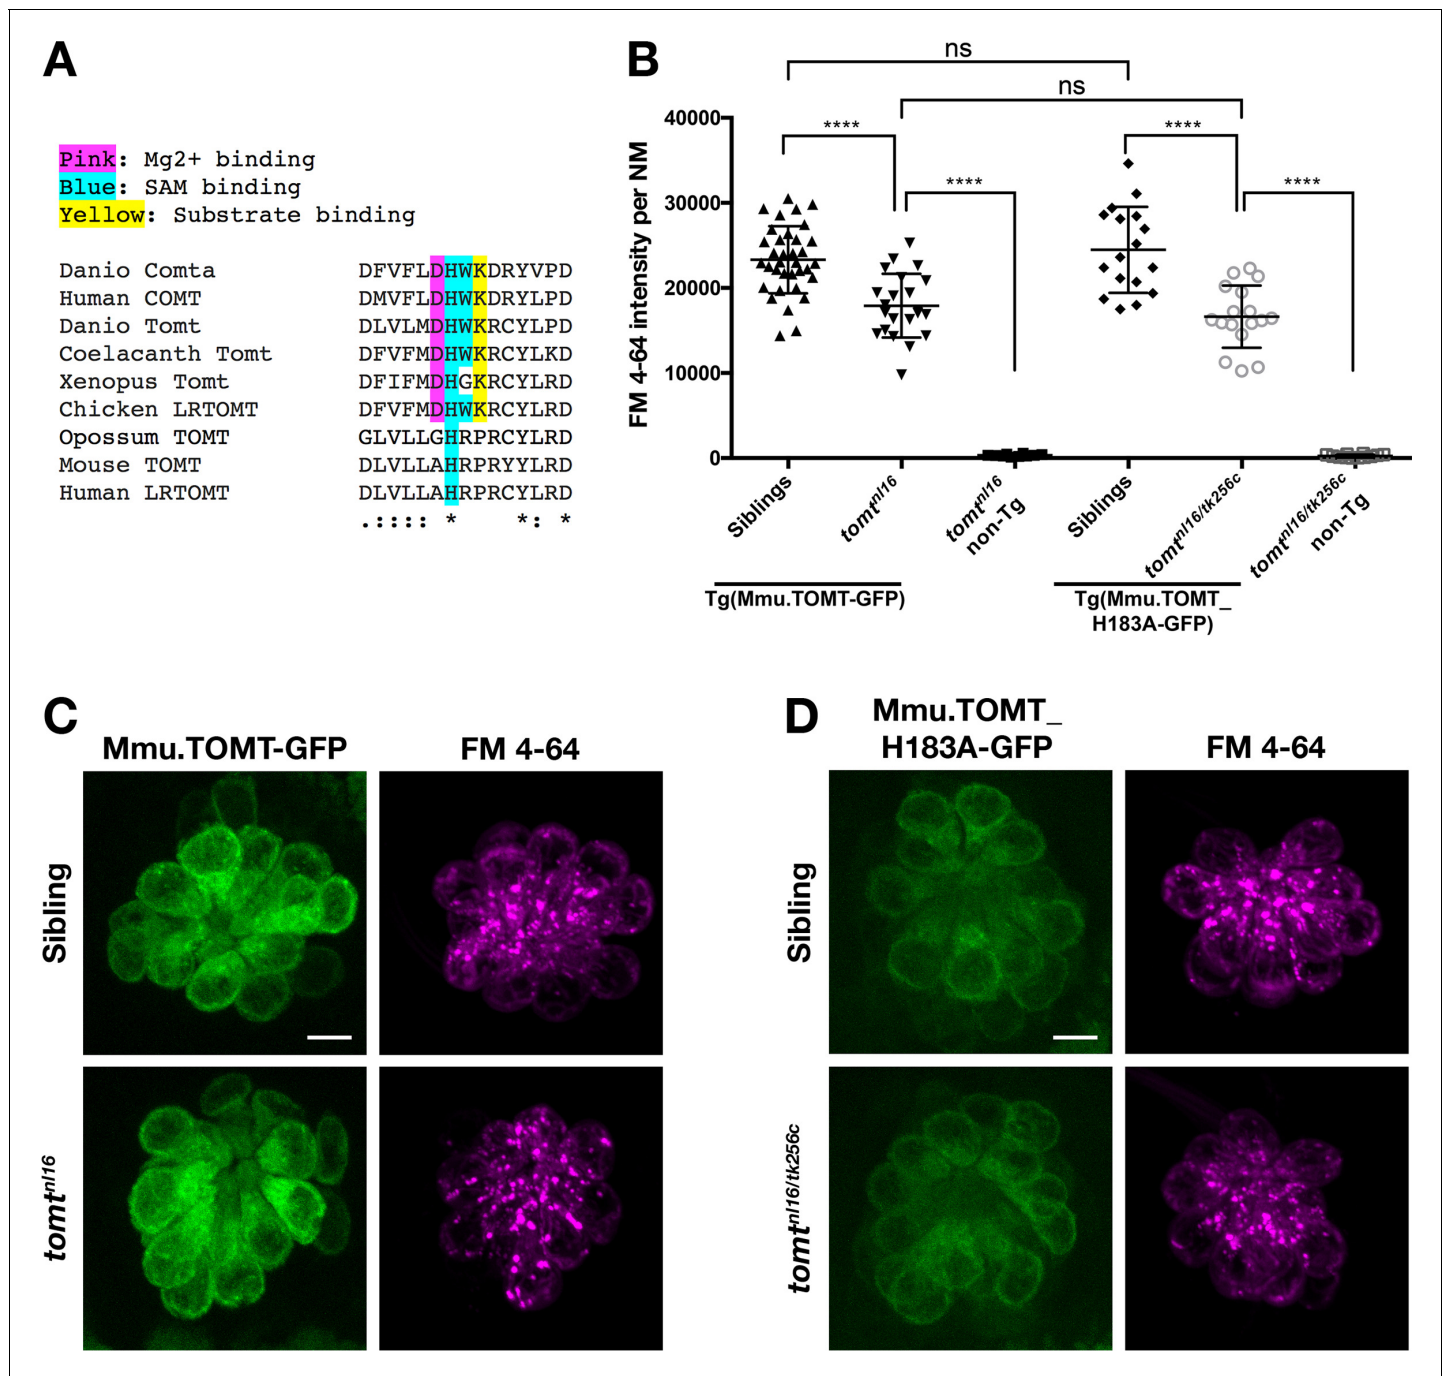 A
Pink: Mg2+ binding
Blue: SAM binding
Yellow: Substrate binding
Danio Comta DFVFLDHWKDRYVPD
Human COMT DMVFLDHWKDRYLPD
Danio Tomt DLVLMDHWKRCYLPD
Coelacanth Tomt DFVFMDHWKRCYLKD
Xenopus Tomt DFIFMDHGKRCYLRD
Chicken LRTOMT DFVFMDHWKRCYLRD
Opossum TOMT GLVLLGHRPRCYLRD
Mouse TOMT DLVLLAHRPRYYLRD
Human LRTOMT DLVLLAHRPRCYLRD
.:::: * *: *
B
ns
ns
**** ****
**** ****
FM 4-64 intensity per NM
40000
30000
20000
10000
0
Siblings
tomt^nl16
tomt^nl16
non-Tg
Siblings
tomt^nl16/tk256c
tomt^nl16/tk256c
non-Tg
Tg(Mmu.TOMT-GFP)
Tg(Mmu.TOMT_
H183A-GFP)
C
Mmu.TOMT-GFP FM 4-64
Sibling
tomt^nl16
D
Mmu.TOMT_
H183A-GFP FM 4-64
Sibling
tomt^nl16/tk256c